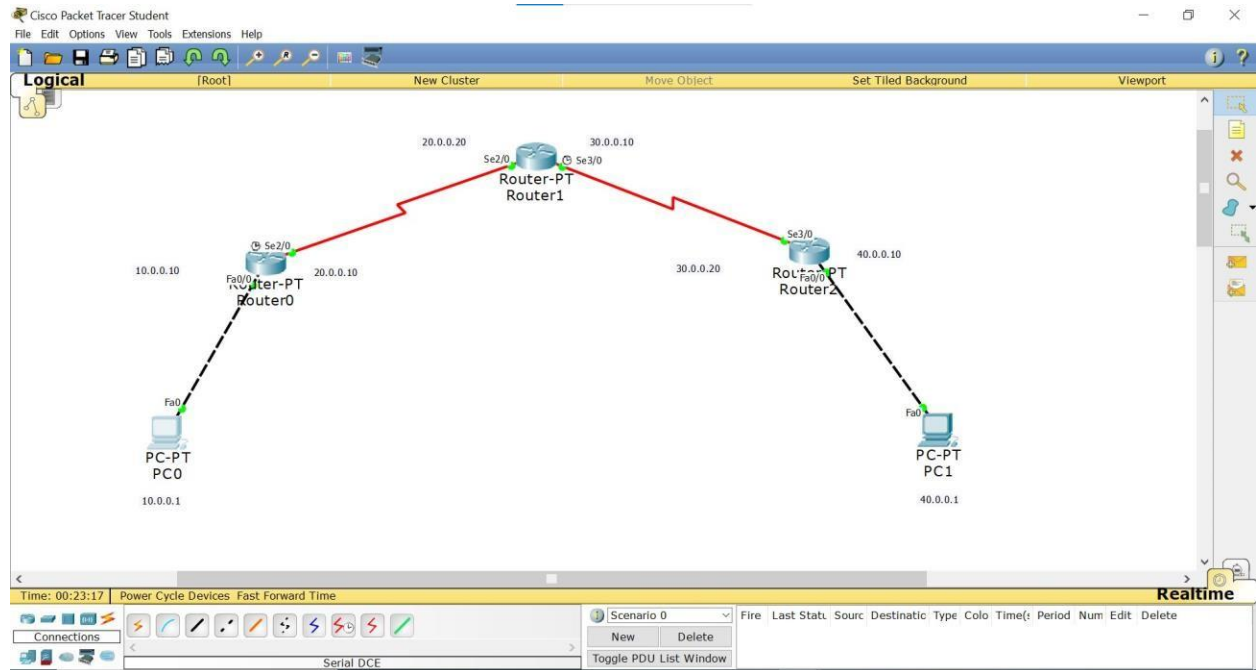 Cisco Packet Tracer Student
File Edit Options View Tools Extensions Help
Logical [Root] New Cluster Move Object Set Tiled Background Viewport
20.0.0.20 30.0.0.10
Se2/0 Se3/0
Router-PT
Router1
Se2/0 Se3/0
40.0.0.10
10.0.0.10 20.0.0.10 30.0.0.20
Fa0/0 Router-PT Router-PT Fa0/0
Router0 Router2
Fa0 Fa0
PC-PT PC-PT
PC0 PC1
10.0.0.1 40.0.0.1
Time: 00:23:17 Power Cycle Devices Fast Forward Time Realtime
Connections
Serial DCE
Scenario 0
New Delete
Toggle PDU List Window
Fire Last Statu Sourc Destinatic Type Colo Time(s Period Num Edit Delete